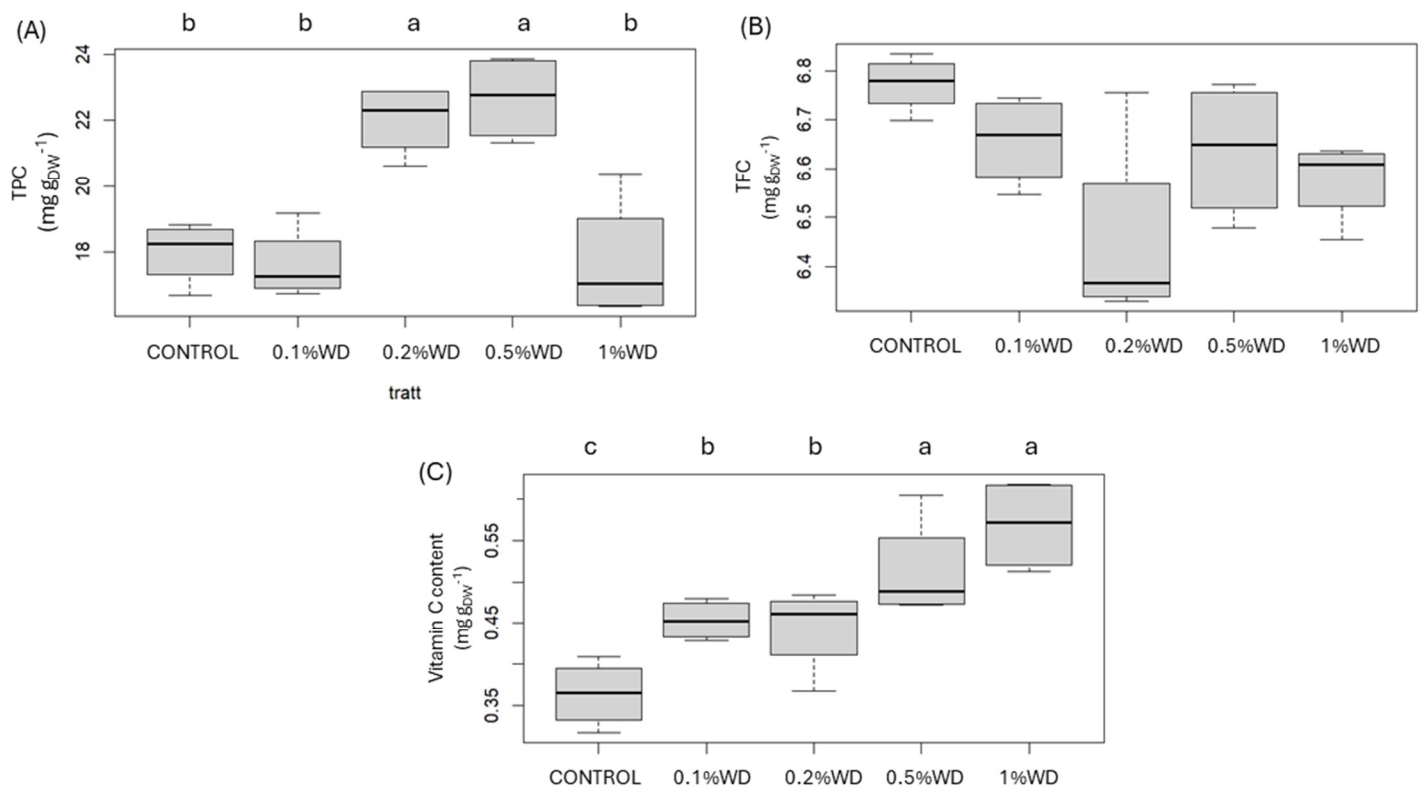 (A)
b b a a b
24
22
20
18
TPC
(mg gDW-1)
CONTROL 0.1%WD 0.2%WD 0.5%WD 1%WD
tratt
(B)
6.8
6.7
6.6
6.5
6.4
TFC
(mg gDW-1)
CONTROL 0.1%WD 0.2%WD 0.5%WD 1%WD
(C)
c b b a a
0.55
0.45
0.35
Vitamin C content
(mg gDW-1)
CONTROL 0.1%WD 0.2%WD 0.5%WD 1%WD